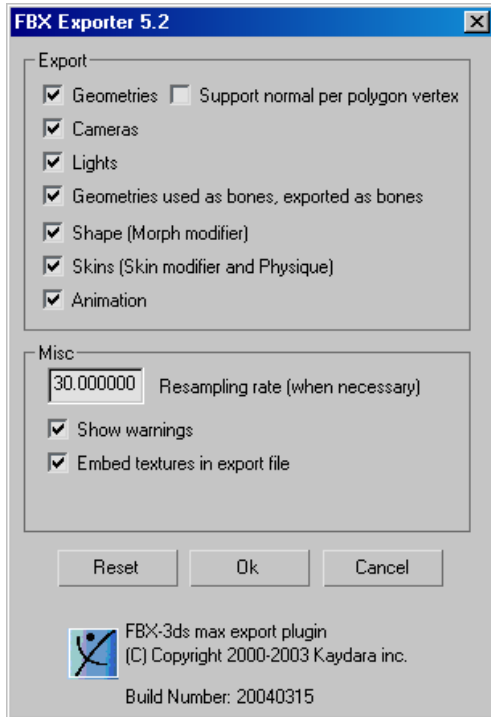 FBX Exporter 5.2
Export
Geometries Support normal per polygon vertex
Cameras
Lights
Geometries used as bones, exported as bones
Shape (Morph modifier)
Skins (Skin modifier and Physique)
Animation
Misc
30.000000 Resampling rate (when necessary)
Show warnings
Embed textures in export file
Reset Ok Cancel
FBX-3ds max export plugin
(C) Copyright 2000-2003 Kaydara inc.
Build Number: 20040315